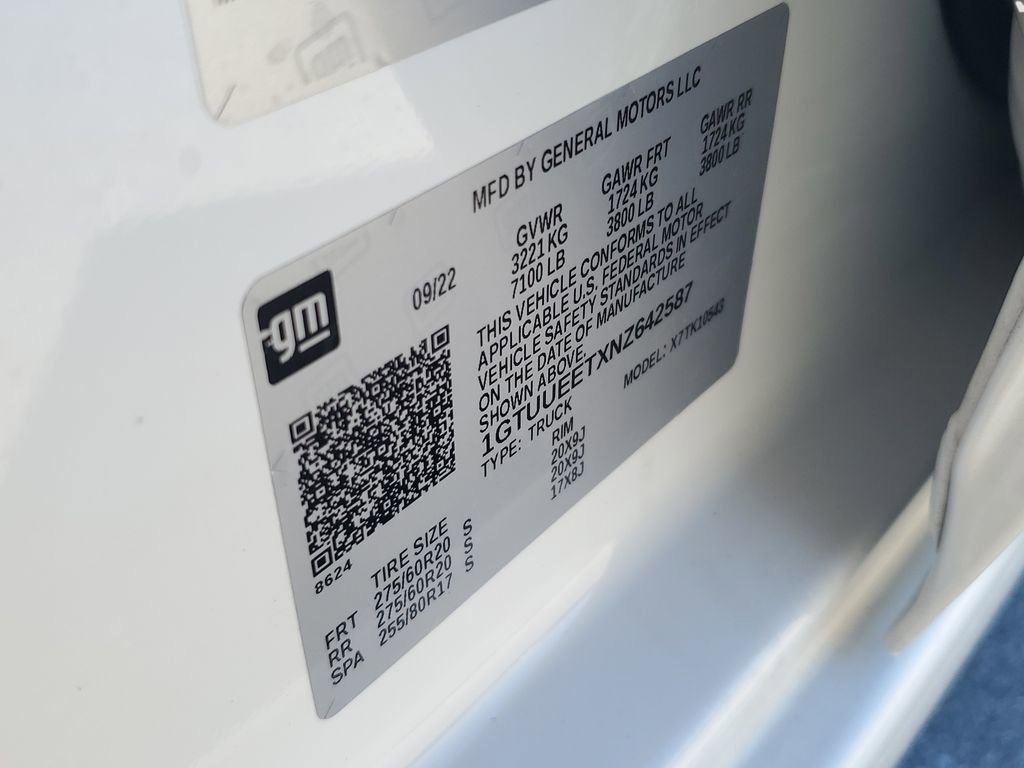 gm
09/22
MFD BY GENERAL MOTORS LLC
GVWR
3221 KG
7100 LB
GAWR FRT
1724 KG
3800 LB
GAWR RR
1724 KG
3800 LB
THIS VEHICLE CONFORMS TO ALL
APPLICABLE U.S. FEDERAL MOTOR
VEHICLE SAFETY STANDARDS IN EFFECT
ON THE DATE OF MANUFACTURE
SHOWN ABOVE.
1GTUUEETXNZ642587
TYPE: TRUCK
MODEL: X7TK10543
8624
TIRE SIZE
RIM
FRT 275/60R20 S 20X9J
RR 275/60R20 S 20X9J
SPA 255/80R17 S 17X8J